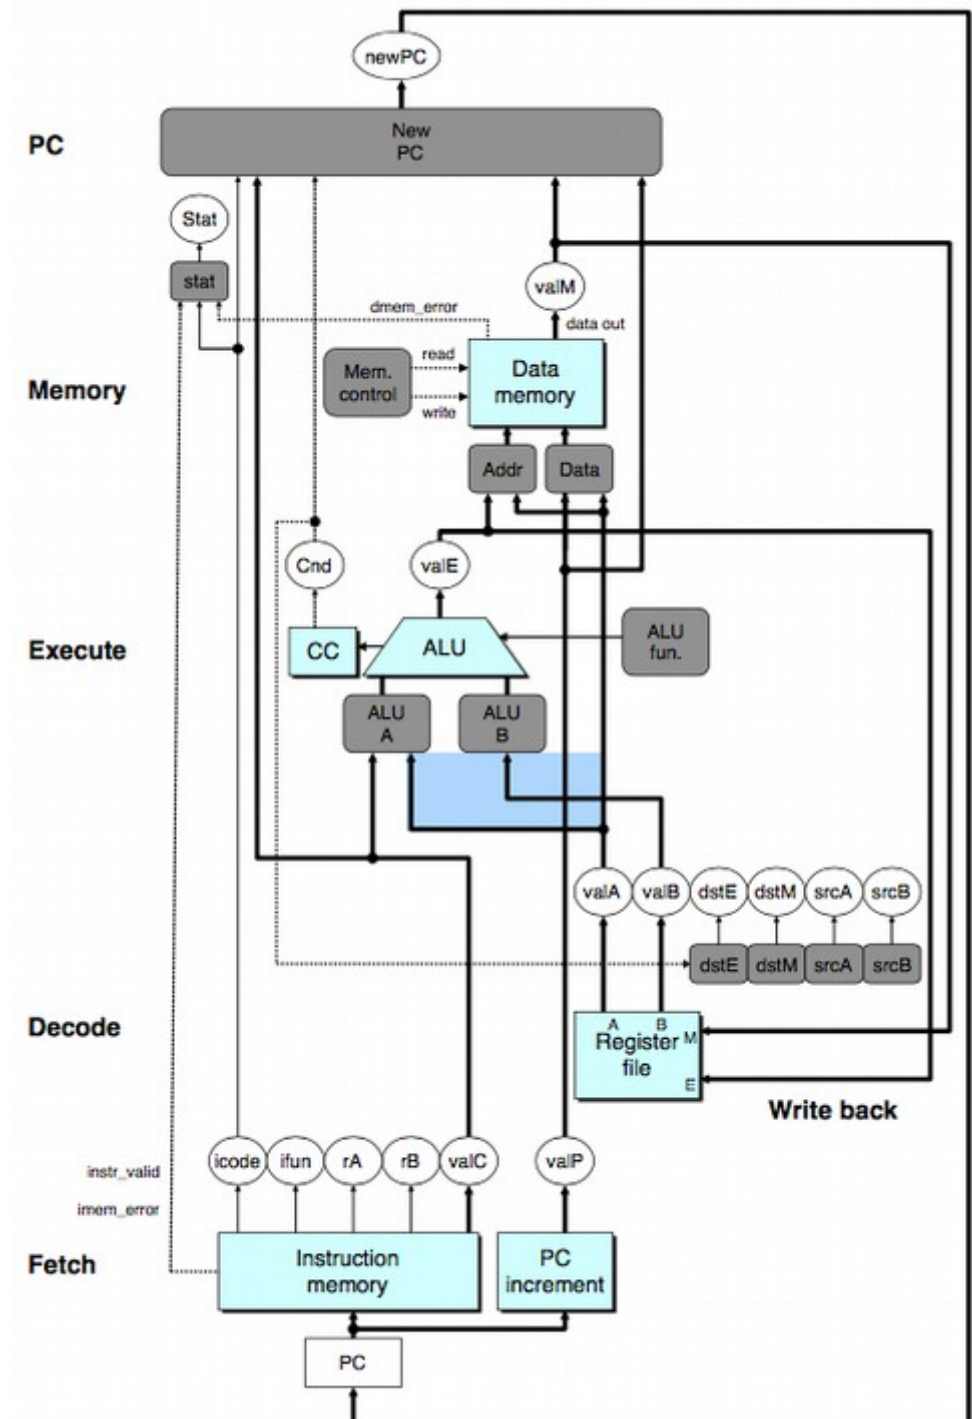 newPC
PC
New
PC
Stat
stat
valM
dmem_error
data out
Memory
Mem.
control
read
write
Data
memory
Addr
Data
Cnd
valE
Execute
CC
ALU
ALU
fun.
ALU
A
ALU
B
valA
valB
dstE
dstM
srcA
srcB
dstE
dstM
srcA
srcB
Decode
A
B
M
Register
file
E
Write back
instr_valid
icode
ifun
rA
rB
valC
valP
imem_error
Fetch
Instruction
memory
PC
increment
PC